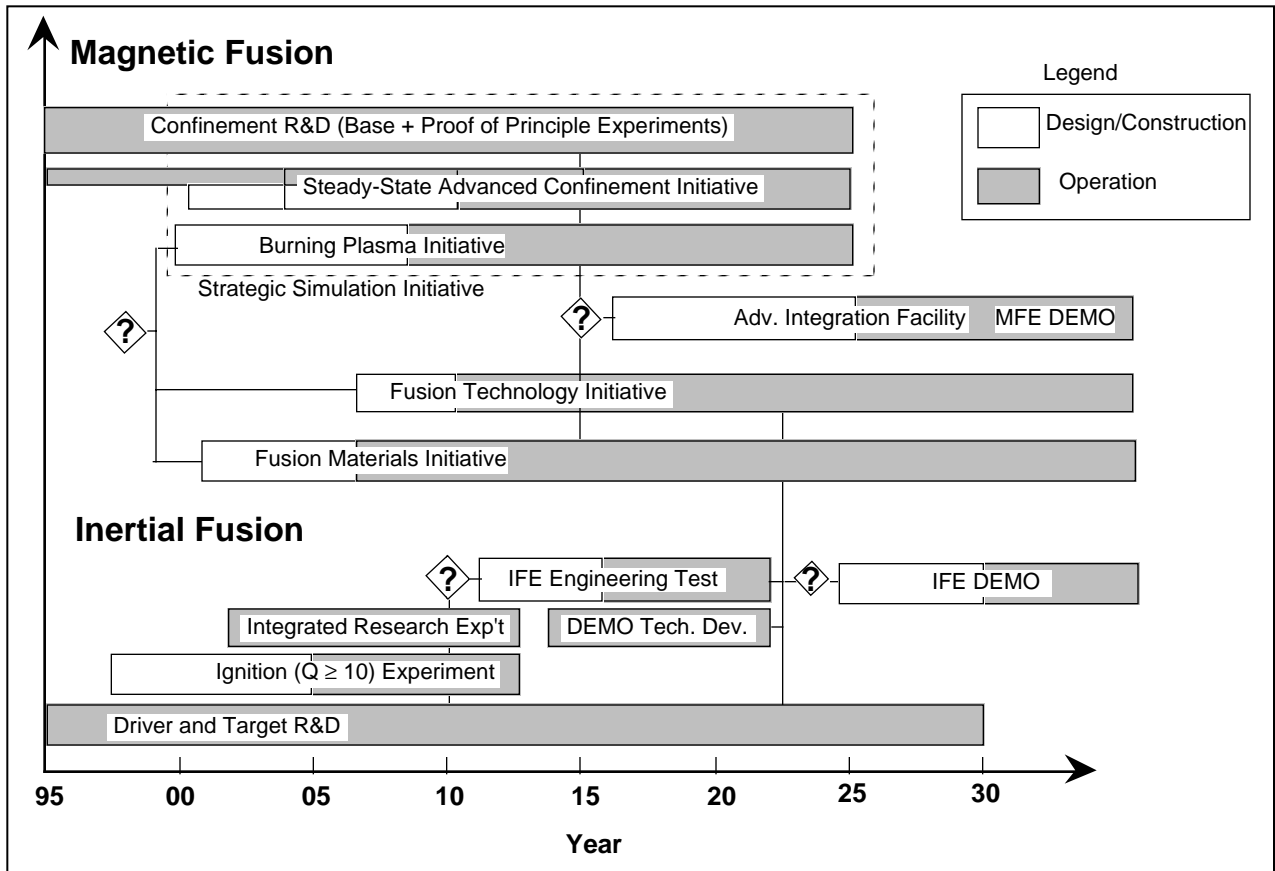 Magnetic Fusion
Legend
Design/Construction
Operation
Confinement R&D (Base + Proof of Principle Experiments)
Steady-State Advanced Confinement Initiative
Burning Plasma Initiative
Strategic Simulation Initiative
?
?
Adv. Integration Facility MFE DEMO
Fusion Technology Initiative
Fusion Materials Initiative
Inertial Fusion
?
IFE Engineering Test
?
IFE DEMO
Integrated Research Exp't
DEMO Tech. Dev.
Ignition (Q ≥ 10) Experiment
Driver and Target R&D
95 00 05 10 15 20 25 30
Year